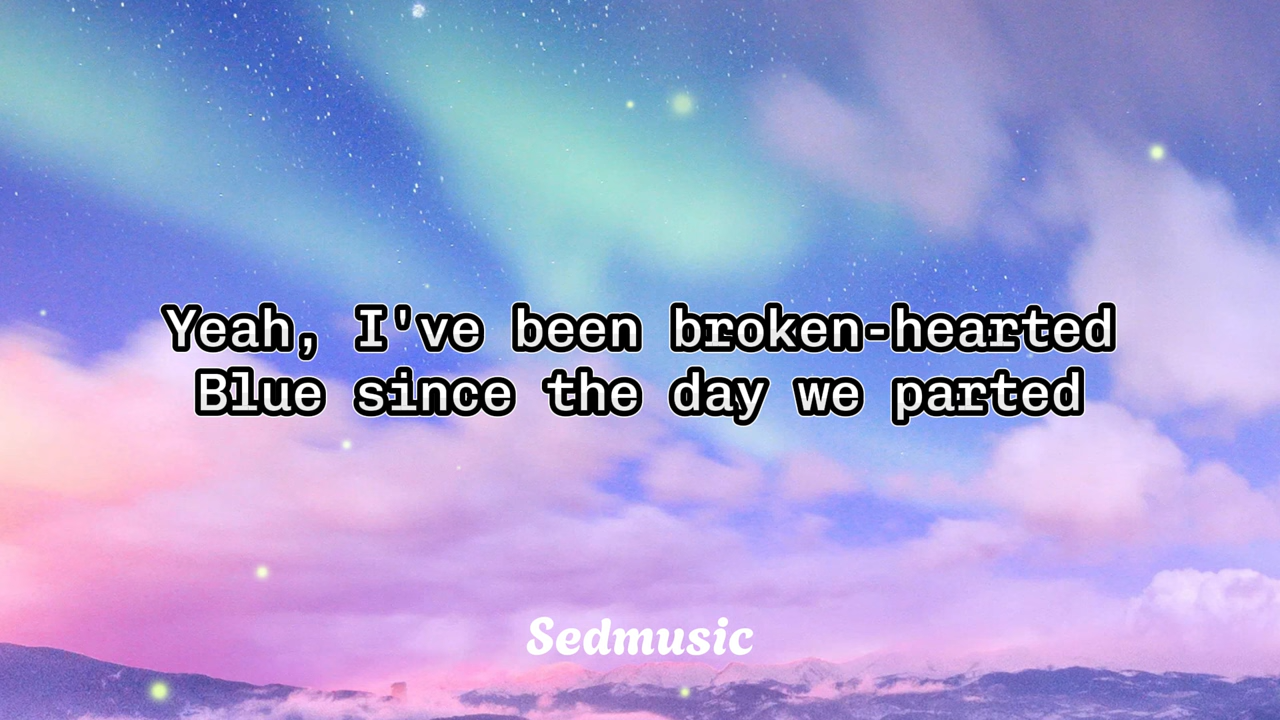 Yeah, I've been broken-hearted
Blue since the day we parted
Sedmusic